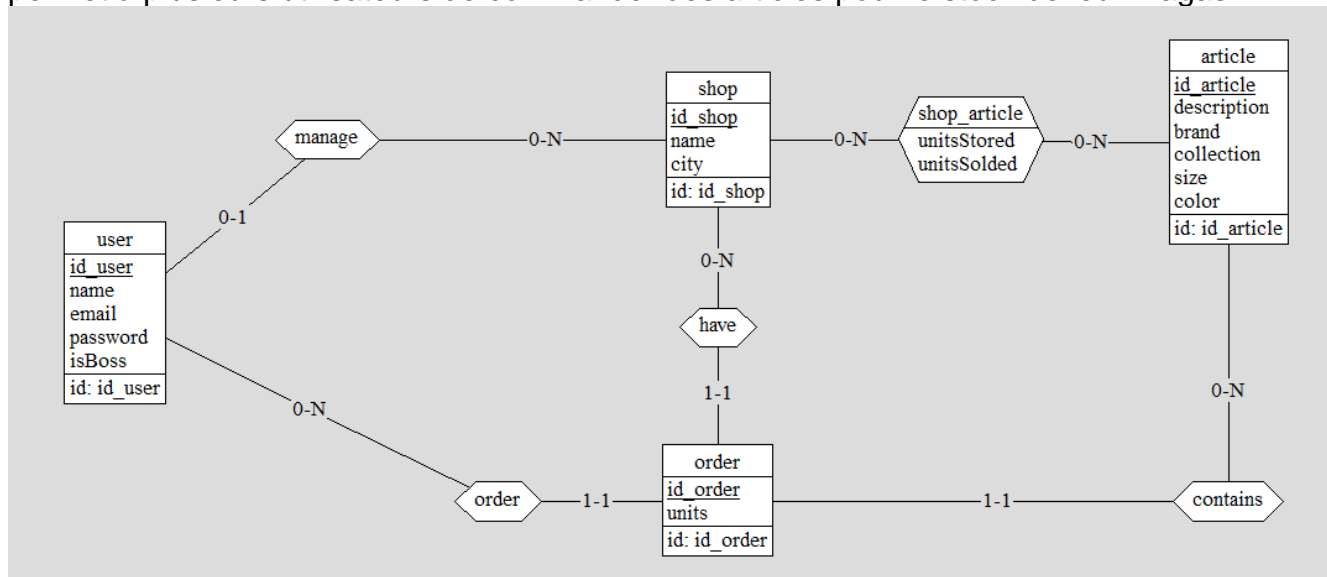 article
id_article
description
brand
collection
size
color
id: id_article
shop
id_shop
name
city
id: id_shop
shop_article
unitsStored
unitsSolded
manage
0-N
0-N
0-N
0-1
user
id_user
name
email
password
isBoss
id: id_user
0-N
have
1-1
0-N
0-N
order
id_order
units
id: id_order
order
1-1
1-1
contains